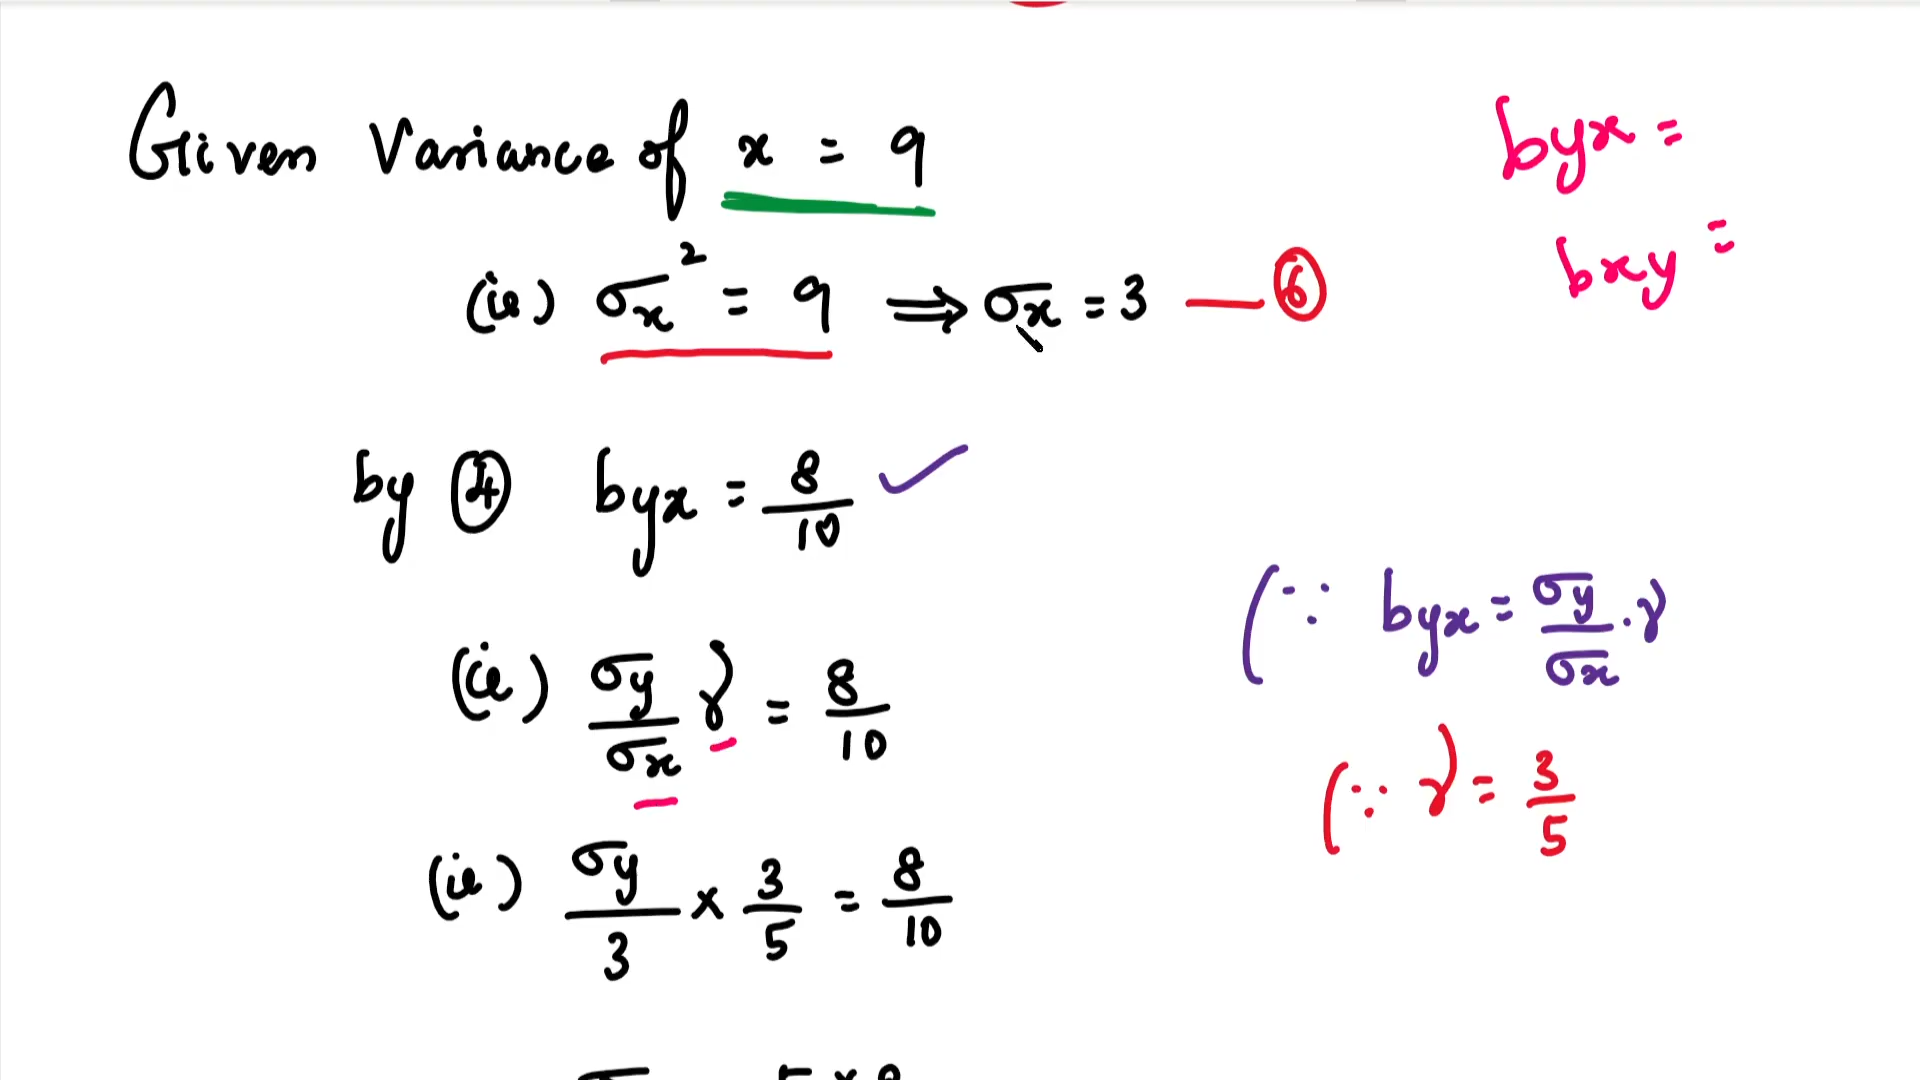 Given Variance of x = 9
byx =
bxy =
(ie) σx² = 9 ⟹ σx = 3 — ⑥
by ④ byx = 8/10 ✓
(∵ byx = σy/σx · γ
(ie) σy/σx γ = 8/10
(∵ γ = 3/5
(ie) σy/3 × 3/5 = 8/10